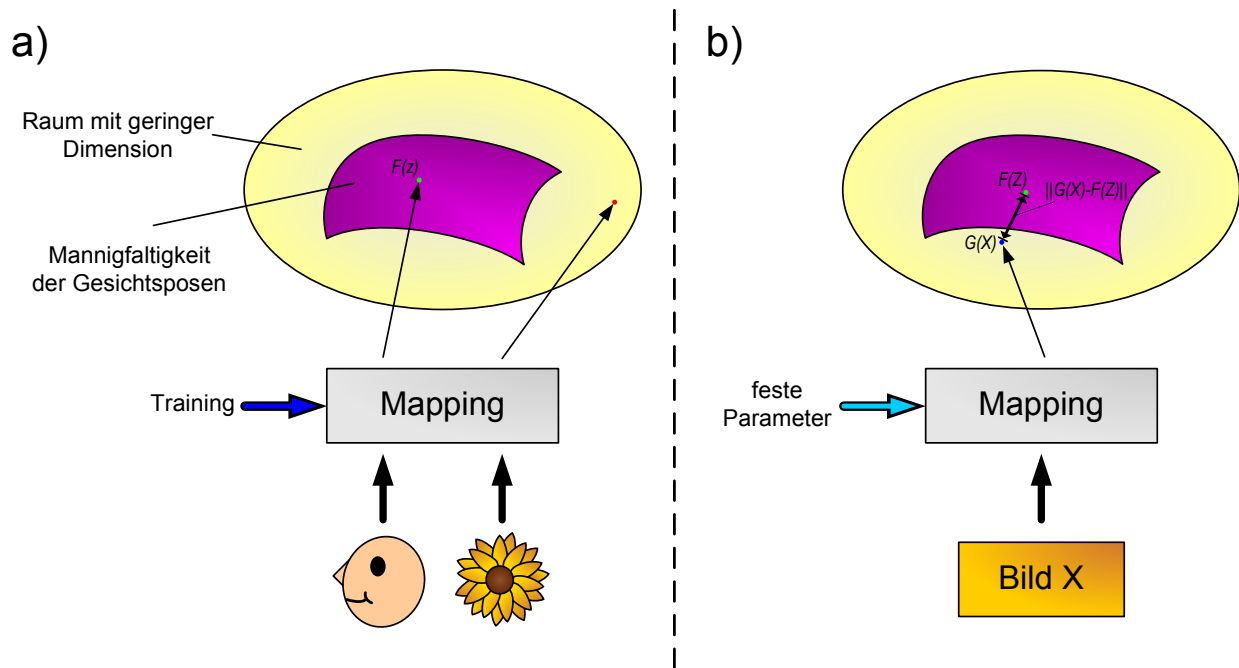 a)
Raum mit geringer
Dimension
F(z)
Mannigfaltigkeit
der Gesichtsposen
Training
Mapping
b)
F(Z)
||G(X)-F(Z)||
G(X)
feste
Parameter
Mapping
Bild X